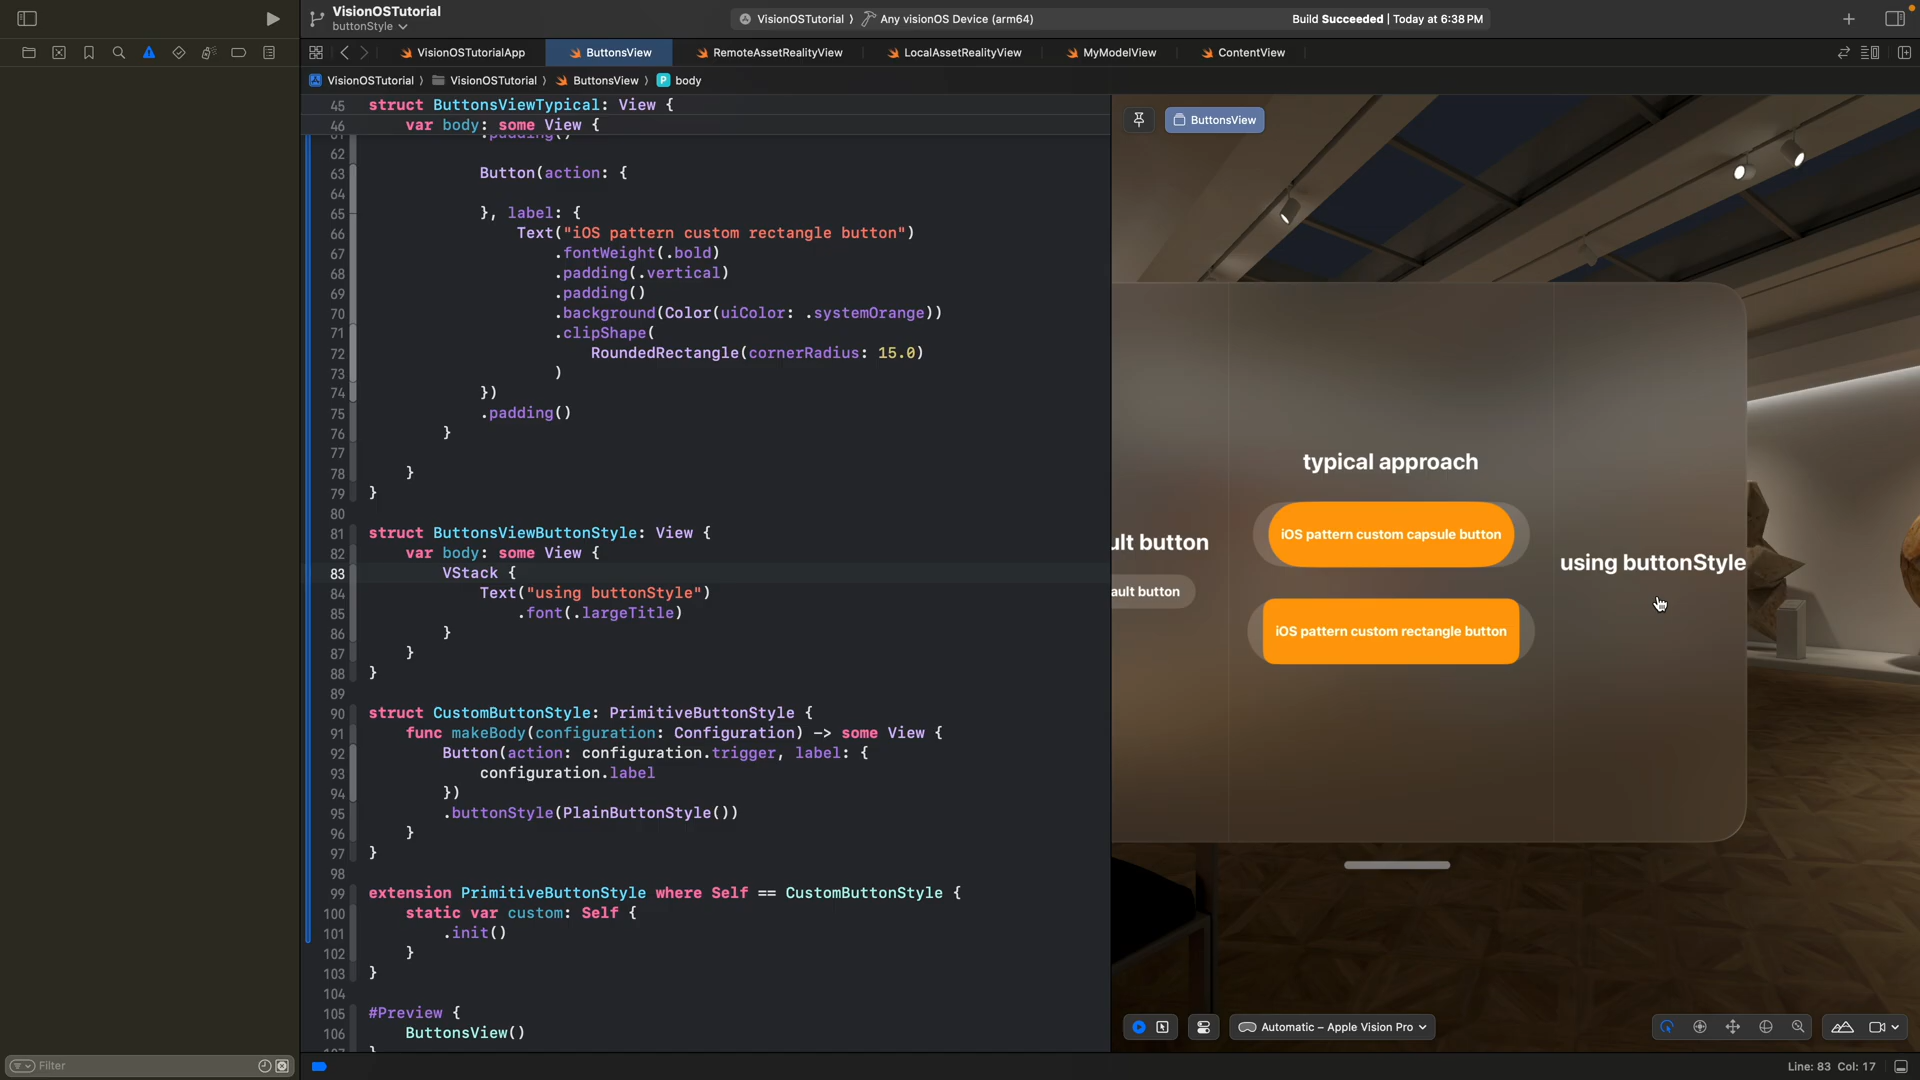 VisionOSTutorial
buttonStyle
VisionOSTutorial ⟩ Any visionOS Device (arm64)
Build Succeeded | Today at 6:38 PM
VisionOSTutorialApp
ButtonsView
RemoteAssetRealityView
LocalAssetRealityView
MyModelView
ContentView
VisionOSTutorial ⟩ VisionOSTutorial ⟩ ButtonsView ⟩ P body
45 struct ButtonsViewTypical: View {
46 var body: some View {
.padding()
62
63 Button(action: {
64
65 }, label: {
66 Text("iOS pattern custom rectangle button")
67 .fontWeight(.bold)
68 .padding(.vertical)
69 .padding()
70 .background(Color(uiColor: .systemOrange))
71 .clipShape(
72 RoundedRectangle(cornerRadius: 15.0)
73 )
74 })
75 .padding()
76 }
77
78 }
79 }
80
81 struct ButtonsViewButtonStyle: View {
82 var body: some View {
83 VStack {
84 Text("using buttonStyle")
85 .font(.largeTitle)
86 }
87 }
88 }
89
90 struct CustomButtonStyle: PrimitiveButtonStyle {
91 func makeBody(configuration: Configuration) -> some View {
92 Button(action: configuration.trigger, label: {
93 configuration.label
94 })
95 .buttonStyle(PlainButtonStyle())
96 }
97 }
98
99 extension PrimitiveButtonStyle where Self == CustomButtonStyle {
100 static var custom: Self {
101 .init()
102 }
103 }
104
105 #Preview {
106 ButtonsView()
ButtonsView
typical approach
iOS pattern custom capsule button
iOS pattern custom rectangle button
ult button
ault button
using buttonStyle
Automatic – Apple Vision Pro
Filter
Line: 83 Col: 17